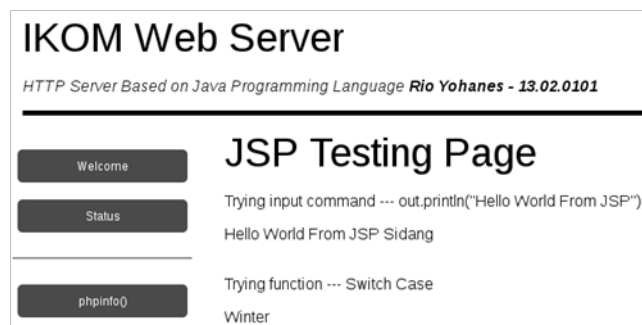 IKOM Web Server
HTTP Server Based on Java Programming Language Rio Yohanes - 13.02.0101
Welcome
Status
phpinfo()
JSP Testing Page
Trying input command --- out.println("Hello World From JSP")
Hello World From JSP Sidang
Trying function --- Switch Case
Winter